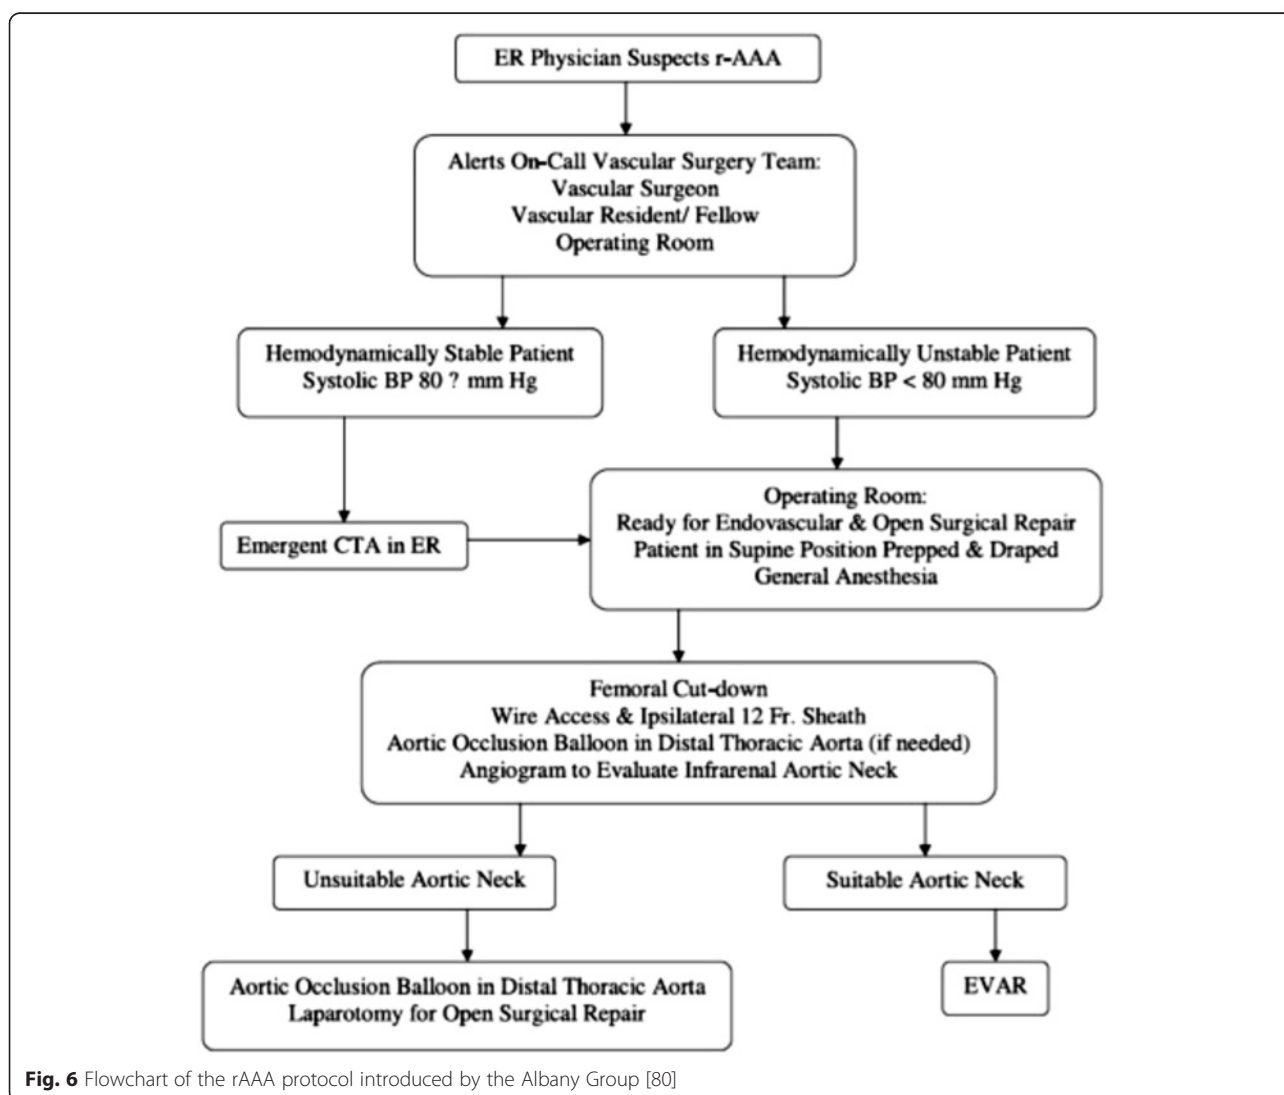 ER Physician Suspects r-AAA
Alerts On-Call Vascular Surgery Team:
Vascular Surgeon
Vascular Resident/ Fellow
Operating Room
Hemodynamically Stable Patient
Systolic BP 80 ? mm Hg
Hemodynamically Unstable Patient
Systolic BP < 80 mm Hg
Emergent CTA in ER
Operating Room:
Ready for Endovascular & Open Surgical Repair
Patient in Supine Position Prepped & Draped
General Anesthesia
Femoral Cut-down
Wire Access & Ipsilateral 12 Fr. Sheath
Aortic Occlusion Balloon in Distal Thoracic Aorta (if needed)
Angiogram to Evaluate Infrarenal Aortic Neck
Unsuitable Aortic Neck
Suitable Aortic Neck
Aortic Occlusion Balloon in Distal Thoracic Aorta
Laparotomy for Open Surgical Repair
EVAR
Fig. 6 Flowchart of the rAAA protocol introduced by the Albany Group [80]